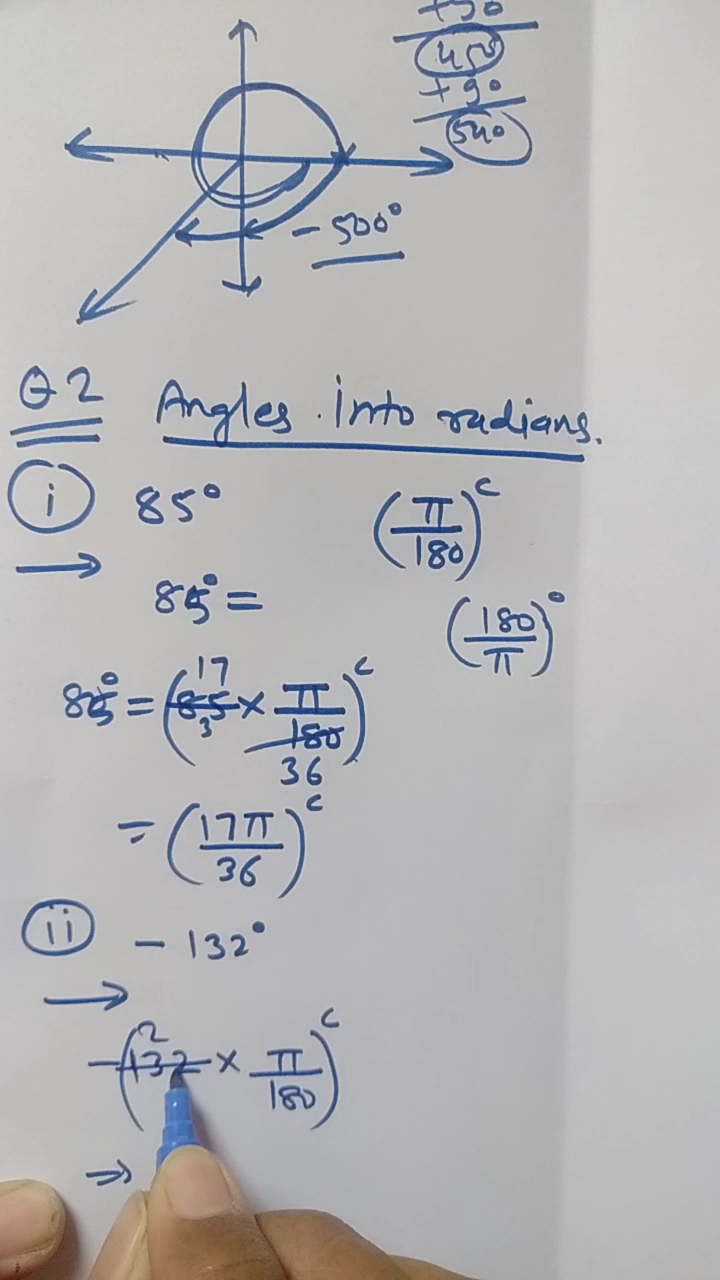 +90
450
+90
540
- 500°
Q2 Angles into radians.
i 85° (π/180)ᶜ
85° = (180/π)°
85° = (85 × π/180)ᶜ 17 3 36
= (17π/36)ᶜ
ii - 132°
-(132 × π/180)ᶜ 2